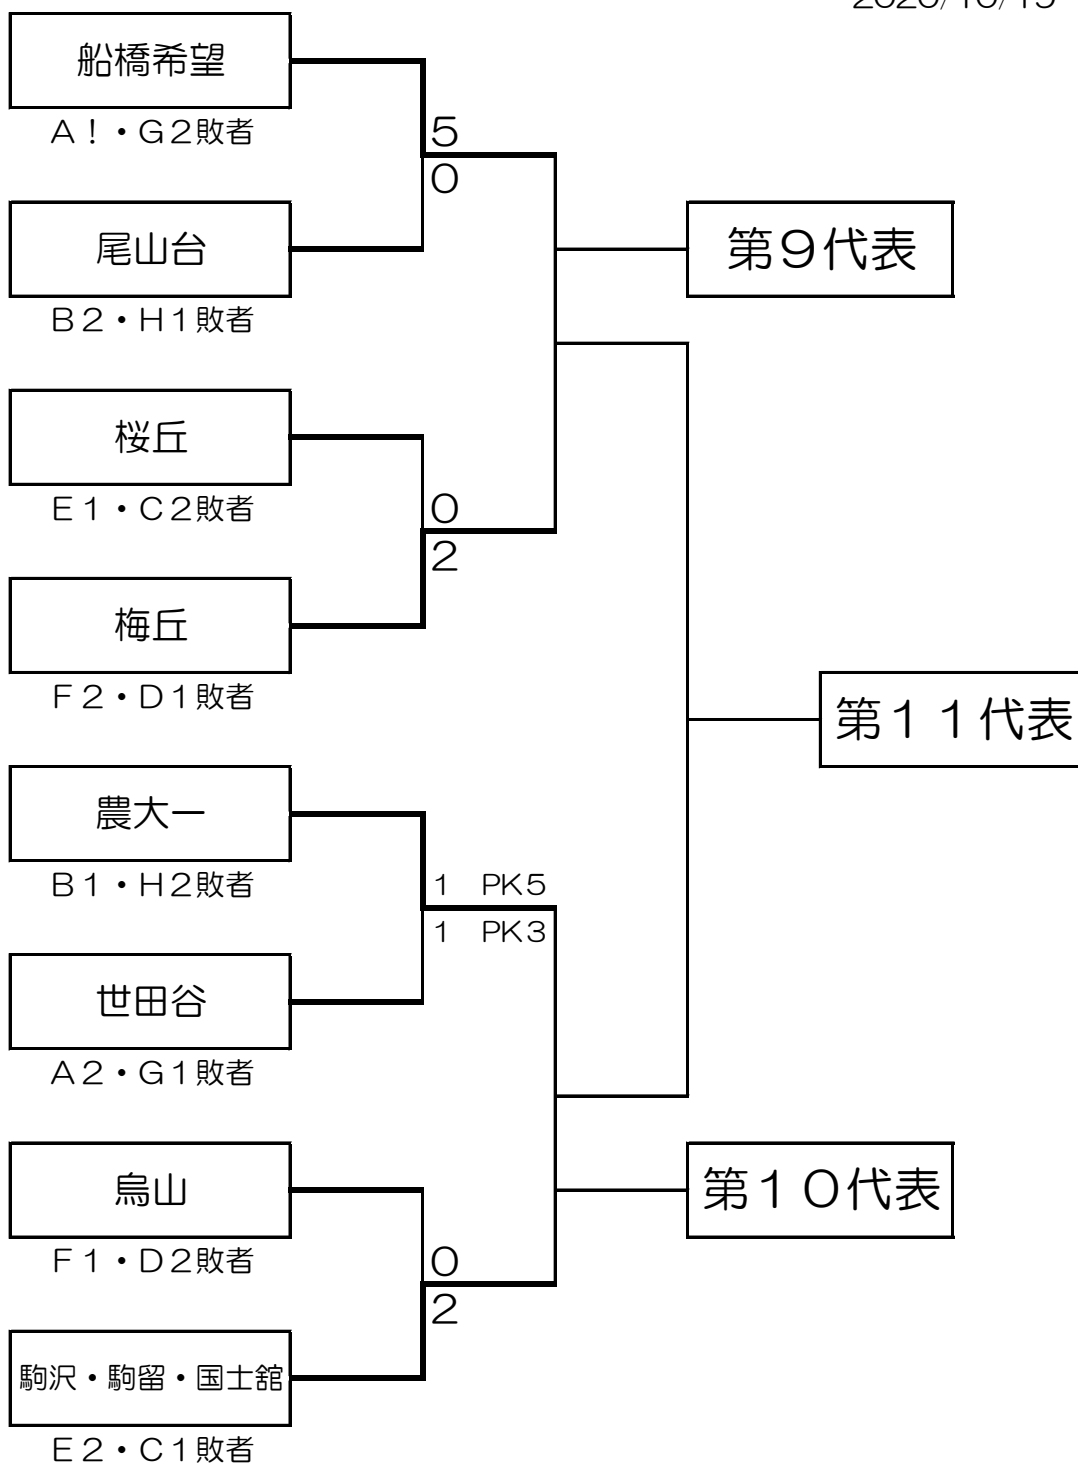 船橋希望
A!・G2敗者
5
0
尾山台
B2・H1敗者
第9代表
桜丘
E1・C2敗者
0
2
梅丘
F2・D1敗者
第11代表
農大一
B1・H2敗者
1 PK5
1 PK3
世田谷
A2・G1敗者
烏山
F1・D2敗者
第10代表
0
2
駒沢・駒留・国士舘
E2・C1敗者